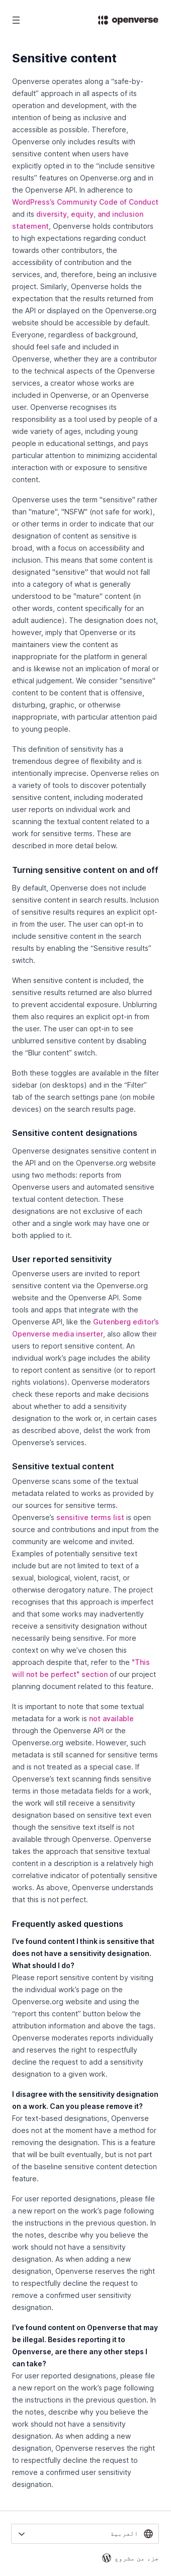 openverse
Sensitive content
Openverse operates along a “safe-by-
default” approach in all aspects of its
operation and development, with the
intention of being as inclusive and
accessible as possible. Therefore,
Openverse only includes results with
sensitive content when users have
explicitly opted in to the “include sensitive
results” features on Openverse.org and in
the Openverse API. In adherence to
WordPress’s Community Code of Conduct
and its diversity, equity, and inclusion
statement, Openverse holds contributors
to high expectations regarding conduct
towards other contributors, the
accessibility of contribution and the
services, and, therefore, being an inclusive
project. Similarly, Openverse holds the
expectation that the results returned from
the API or displayed on the Openverse.org
website should be accessible by default.
Everyone, regardless of background,
should feel safe and included in
Openverse, whether they are a contributor
to the technical aspects of the Openverse
services, a creator whose works are
included in Openverse, or an Openverse
user. Openverse recognises its
responsibility as a tool used by people of a
wide variety of ages, including young
people in educational settings, and pays
particular attention to minimizing accidental
interaction with or exposure to sensitive
content.
Openverse uses the term "sensitive" rather
than "mature", "NSFW" (not safe for work),
or other terms in order to indicate that our
designation of content as sensitive is
broad, with a focus on accessibility and
inclusion. This means that some content is
designated "sensitive" that would not fall
into a category of what is generally
understood to be "mature" content (in
other words, content specifically for an
adult audience). The designation does not,
however, imply that Openverse or its
maintainers view the content as
inappropriate for the platform in general
and is likewise not an implication of moral or
ethical judgement. We consider "sensitive"
content to be content that is offensive,
disturbing, graphic, or otherwise
inappropriate, with particular attention paid
to young people.
This definition of sensitivity has a
tremendous degree of flexibility and is
intentionally imprecise. Openverse relies on
a variety of tools to discover potentially
sensitive content, including moderated
user reports on individual work and
scanning the textual content related to a
work for sensitive terms. These are
described in more detail below.
Turning sensitive content on and off
By default, Openverse does not include
sensitive content in search results. Inclusion
of sensitive results requires an explicit opt-
in from the user. The user can opt-in to
include sensitive content in the search
results by enabling the “Sensitive results”
switch.
When sensitive content is included, the
sensitive results returned are also blurred
to prevent accidental exposure. Unblurring
them also requires an explicit opt-in from
the user. The user can opt-in to see
unblurred sensitive content by disabling
the “Blur content” switch.
Both these toggles are available in the filter
sidebar (on desktops) and in the “Filter”
tab of the search settings page (on mobile
devices) on the search results page.
Sensitive content designations
Openverse designates sensitive content in
the API and on the Openverse.org website
using two methods: reports from
Openverse users and automated sensitive
textual content detection. These
designations are not exclusive of each
other and a single work may have one or
both applied to it.
User reported sensitivity
Openverse users are invited to report
sensitive content via the Openverse.org
website and the Openverse API. Some
tools and apps that integrate with the
Openverse API, like the Gutenberg editor’s
Openverse media inserter, also allow their
users to report sensitive content. An
individual work’s page includes the ability
to report content as sensitive (or to report
rights violations). Openverse moderators
check these reports and make decisions
about whether to add a sensitivity
designation to the work or, in certain cases
as described above, delist the work from
Openverse’s services.
Sensitive textual content
Openverse scans some of the textual
metadata related to works as provided by
our sources for sensitive terms.
Openverse’s sensitive terms list is open
source and contributions and input from the
community are welcome and invited.
Examples of potentially sensitive text
include but are not limited to text of a
sexual, biological, violent, racist, or
otherwise derogatory nature. The project
recognises that this approach is imperfect
and that some works may inadvertently
receive a sensitivity designation without
necessarily being sensitive. For more
context on why we’ve chosen this
approach despite that, refer to the "This
will not be perfect" section of our project
planning document related to this feature.
It is important to note that some textual
metadata for a work is not available
through the Openverse API or the
Openverse.org website. However, such
metadata is still scanned for sensitive terms
and is not treated as a special case. If
Openverse’s text scanning finds sensitive
terms in those metadata fields for a work,
the work will still receive a sensitivity
designation based on sensitive text even
though the sensitive text itself is not
available through Openverse. Openverse
takes the approach that sensitive textual
content in a description is a relatively high
correlative indicator of potentially sensitive
works. As above, Openverse understands
that this is not perfect.
Frequently asked questions
I’ve found content I think is sensitive that
does not have a sensitivity designation.
What should I do?
Please report sensitive content by visiting
the individual work’s page on the
Openverse.org website and using the
“report this content” button below the
attribution information and above the tags.
Openverse moderates reports individually
and reserves the right to respectfully
decline the request to add a sensitivity
designation to a given work.
I disagree with the sensitivity designation
on a work. Can you please remove it?
For text-based designations, Openverse
does not at the moment have a method for
removing the designation. This is a feature
that will be built eventually, but is not part
of the baseline sensitive content detection
feature.
For user reported designations, please file
a new report on the work’s page following
the instructions in the previous question. In
the notes, describe why you believe the
work should not have a sensitivity
designation. As when adding a new
designation, Openverse reserves the right
to respectfully decline the request to
remove a confirmed user sensitivity
designation.
I’ve found content on Openverse that may
be illegal. Besides reporting it to
Openverse, are there any other steps I
can take?
For user reported designations, please file
a new report on the work’s page following
the instructions in the previous question. In
the notes, describe why you believe the
work should not have a sensitivity
designation. As when adding a new
designation, Openverse reserves the right
to respectfully decline the request to
remove a confirmed user sensitivity
designation.
العربية
جزء من مشروع